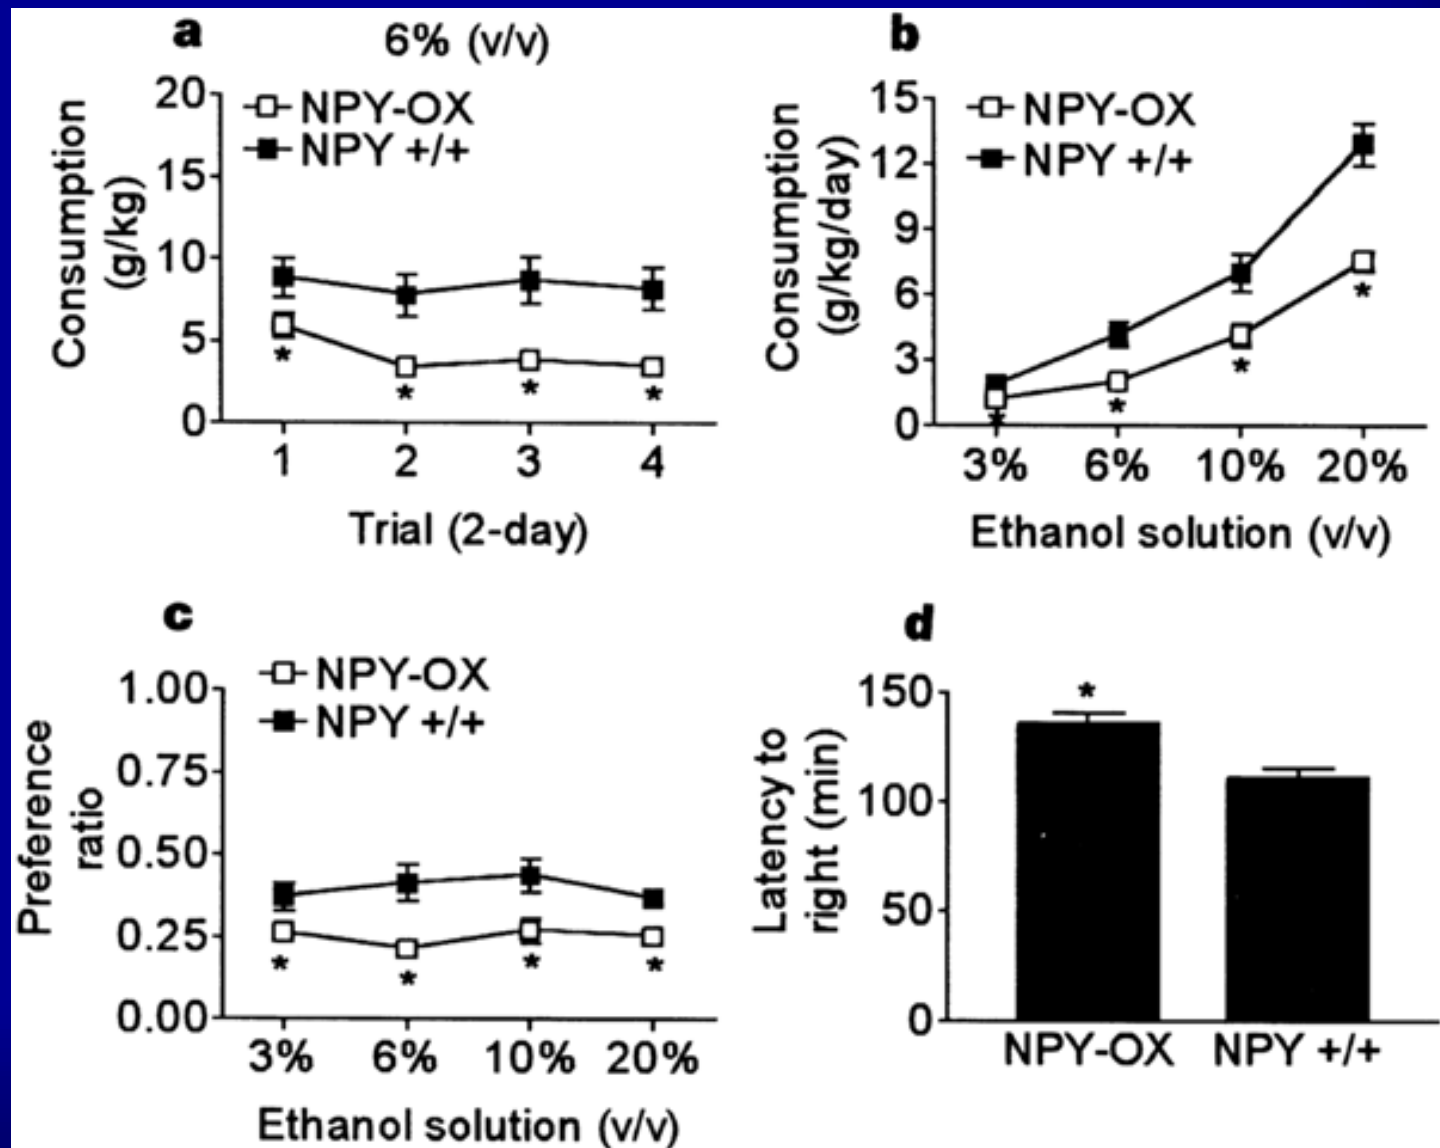 a
6% (v/v)
20
15
10
5
0
Consumption
(g/kg)
NPY-OX
NPY +/+
*
*
*
*
1 2 3 4
Trial (2-day)
b
15
12
9
6
3
0
Consumption
(g/kg/day)
NPY-OX
NPY +/+
*
*
*
*
3% 6% 10% 20%
Ethanol solution (v/v)
c
1.00
0.75
0.50
0.25
0.00
Preference
ratio
NPY-OX
NPY +/+
*
*
*
*
3% 6% 10% 20%
Ethanol solution (v/v)
d
150
100
50
0
Latency to
right (min)
*
NPY-OX NPY +/+